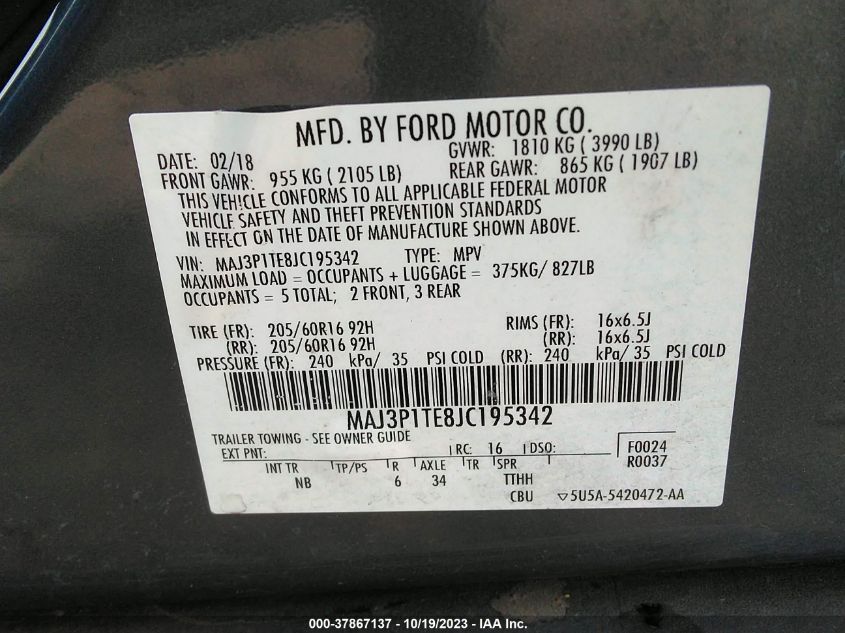 MFD. BY FORD MOTOR CO.
DATE: 02/18 GVWR: 1810 KG ( 3990 LB)
FRONT GAWR: 955 KG ( 2105 LB) REAR GAWR: 865 KG ( 1907 LB)
THIS VEHICLE CONFORMS TO ALL APPLICABLE FEDERAL MOTOR
VEHICLE SAFETY AND THEFT PREVENTION STANDARDS
IN EFFECT ON THE DATE OF MANUFACTURE SHOWN ABOVE.
VIN: MAJ3P1TE8JC195342 TYPE: MPV
MAXIMUM LOAD = OCCUPANTS + LUGGAGE = 375KG/ 827LB
OCCUPANTS = 5 TOTAL; 2 FRONT, 3 REAR
TIRE (FR): 205/60R16 92H RIMS (FR): 16x6.5J
(RR): 205/60R16 92H (RR): 16x6.5J
PRESSURE (FR): 240 kPa/ 35 PSI COLD (RR): 240 kPa/ 35 PSI COLD
MAJ3P1TE8JC195342
TRAILER TOWING - SEE OWNER GUIDE
EXT PNT: RC: 16 DSO: F0024
INT TR TP/PS R AXLE TR SPR R0037
NB 6 34 TTHH
CBU ▽5U5A-5420472-AA
000-37867137 - 10/19/2023 - IAA Inc.